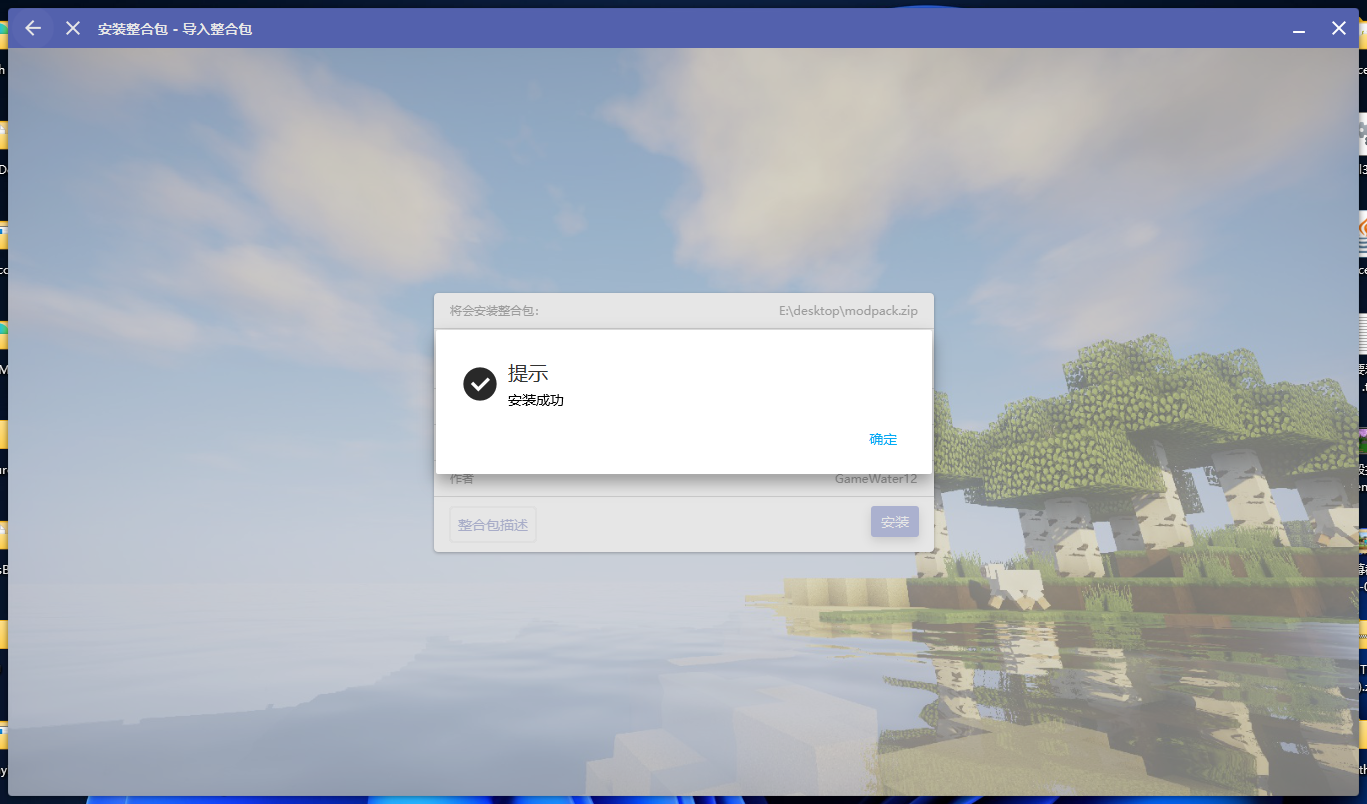 安装整合包 - 导入整合包
将会安装整合包:
E:\desktop\modpack.zip
提示
安装成功
确定
作者
GameWater12
整合包描述
安装